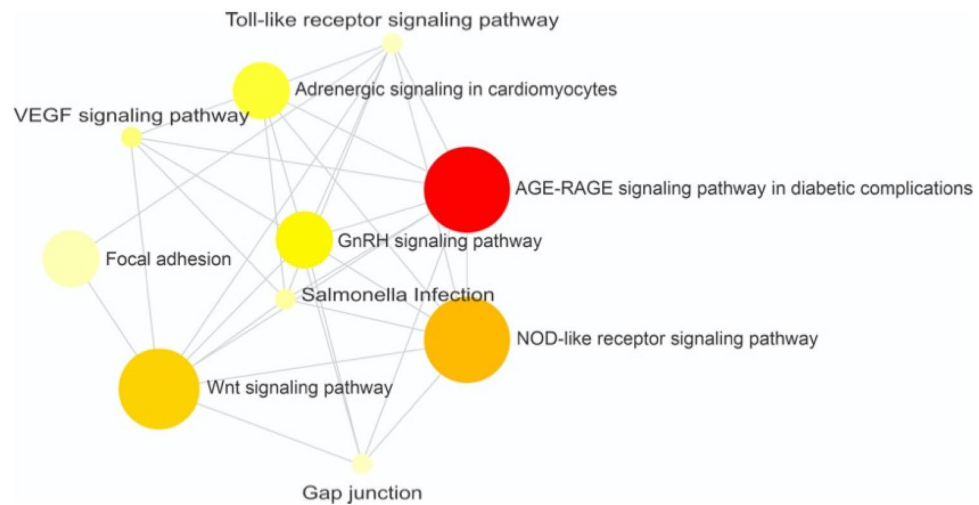 Toll-like receptor signaling pathway
Adrenergic signaling in cardiomyocytes
VEGF signaling pathway
AGE-RAGE signaling pathway in diabetic complications
GnRH signaling pathway
Focal adhesion
Salmonella Infection
NOD-like receptor signaling pathway
Wnt signaling pathway
Gap junction